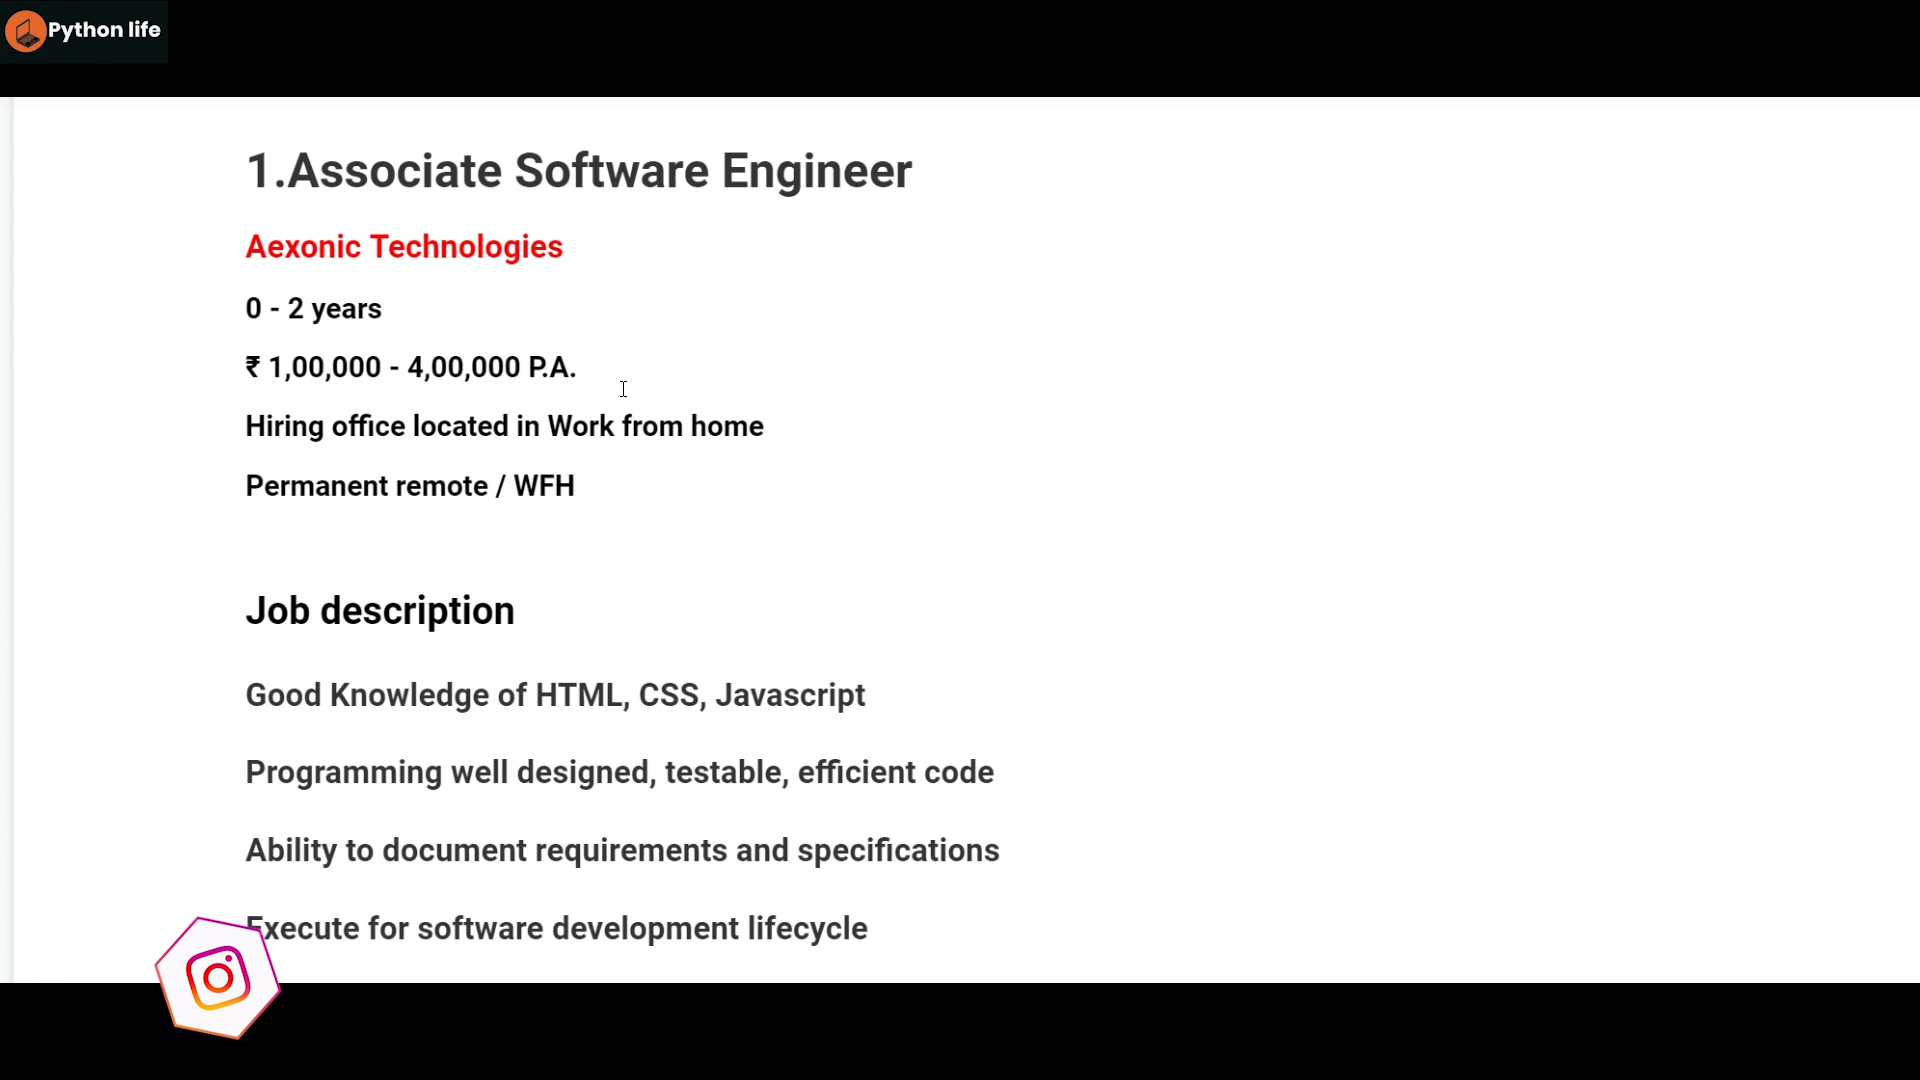 Python life
1.Associate Software Engineer
Aexonic Technologies
0 - 2 years
₹ 1,00,000 - 4,00,000 P.A.
Hiring office located in Work from home
Permanent remote / WFH
Job description
Good Knowledge of HTML, CSS, Javascript
Programming well designed, testable, efficient code
Ability to document requirements and specifications
Execute for software development lifecycle